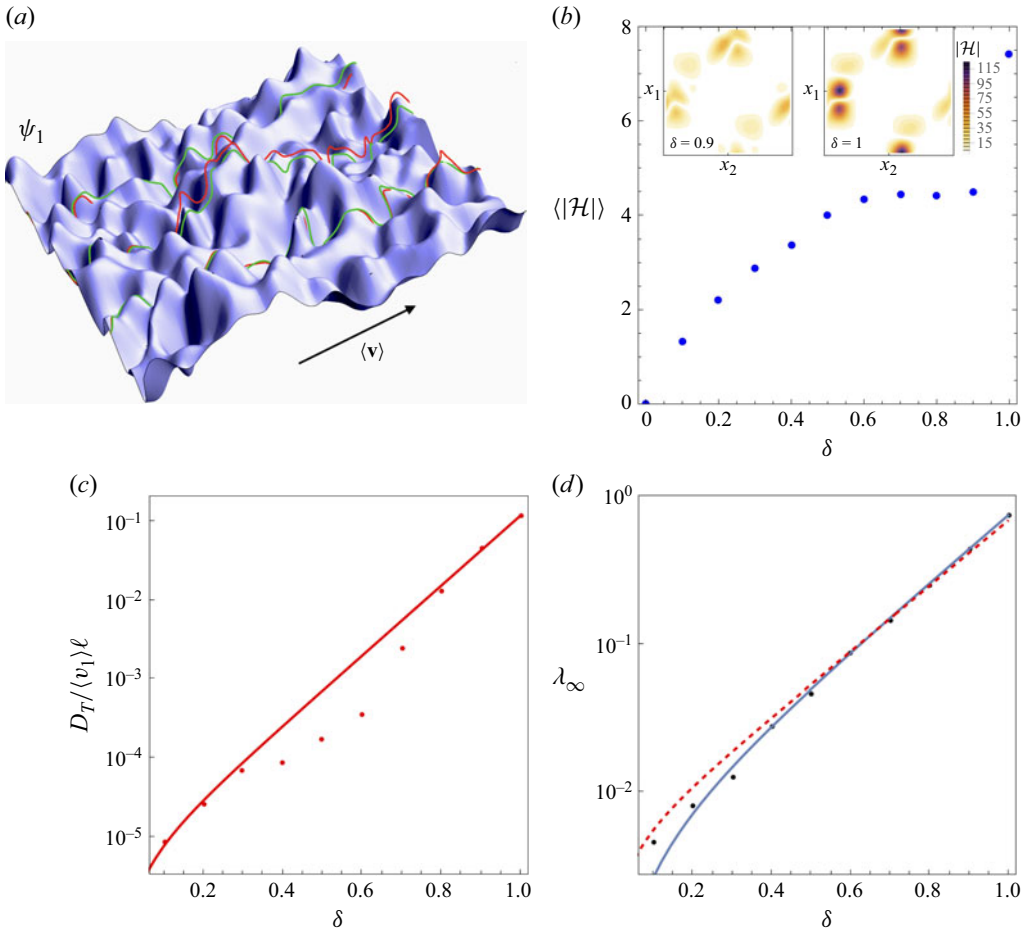 (a)
ψ₁
⟨v⟩
(b)
8
6
4
2
0
⟨|ℋ|⟩
0 0.2 0.4 0.6 0.8 1.0
δ
x₁
δ = 0.9
x₂
x₁
δ = 1
x₂
|ℋ|
115
95
75
55
35
15
(c)
10⁻¹
10⁻²
10⁻³
10⁻⁴
10⁻⁵
D_T/⟨v₁⟩ℓ
0.2 0.4 0.6 0.8 1.0
δ
(d)
10⁰
10⁻¹
10⁻²
λ∞
0.2 0.4 0.6 0.8 1.0
δ